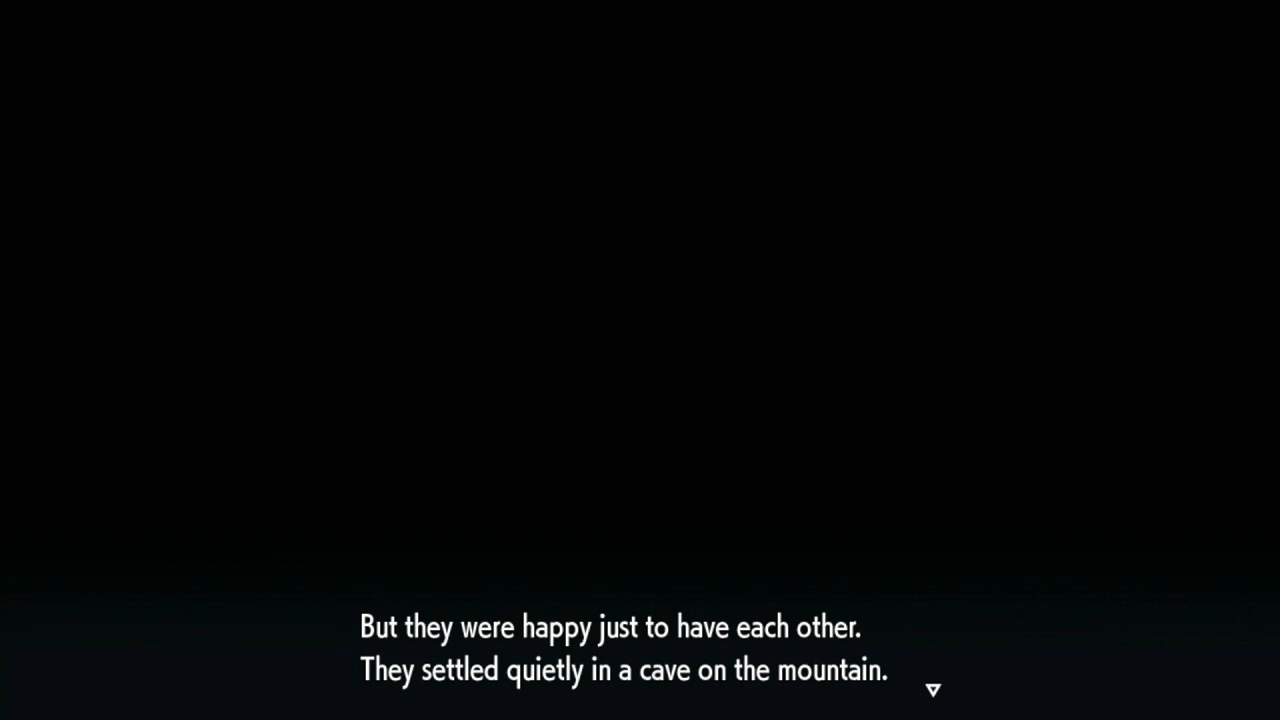 But they were happy just to have each other.
They settled quietly in a cave on the mountain.